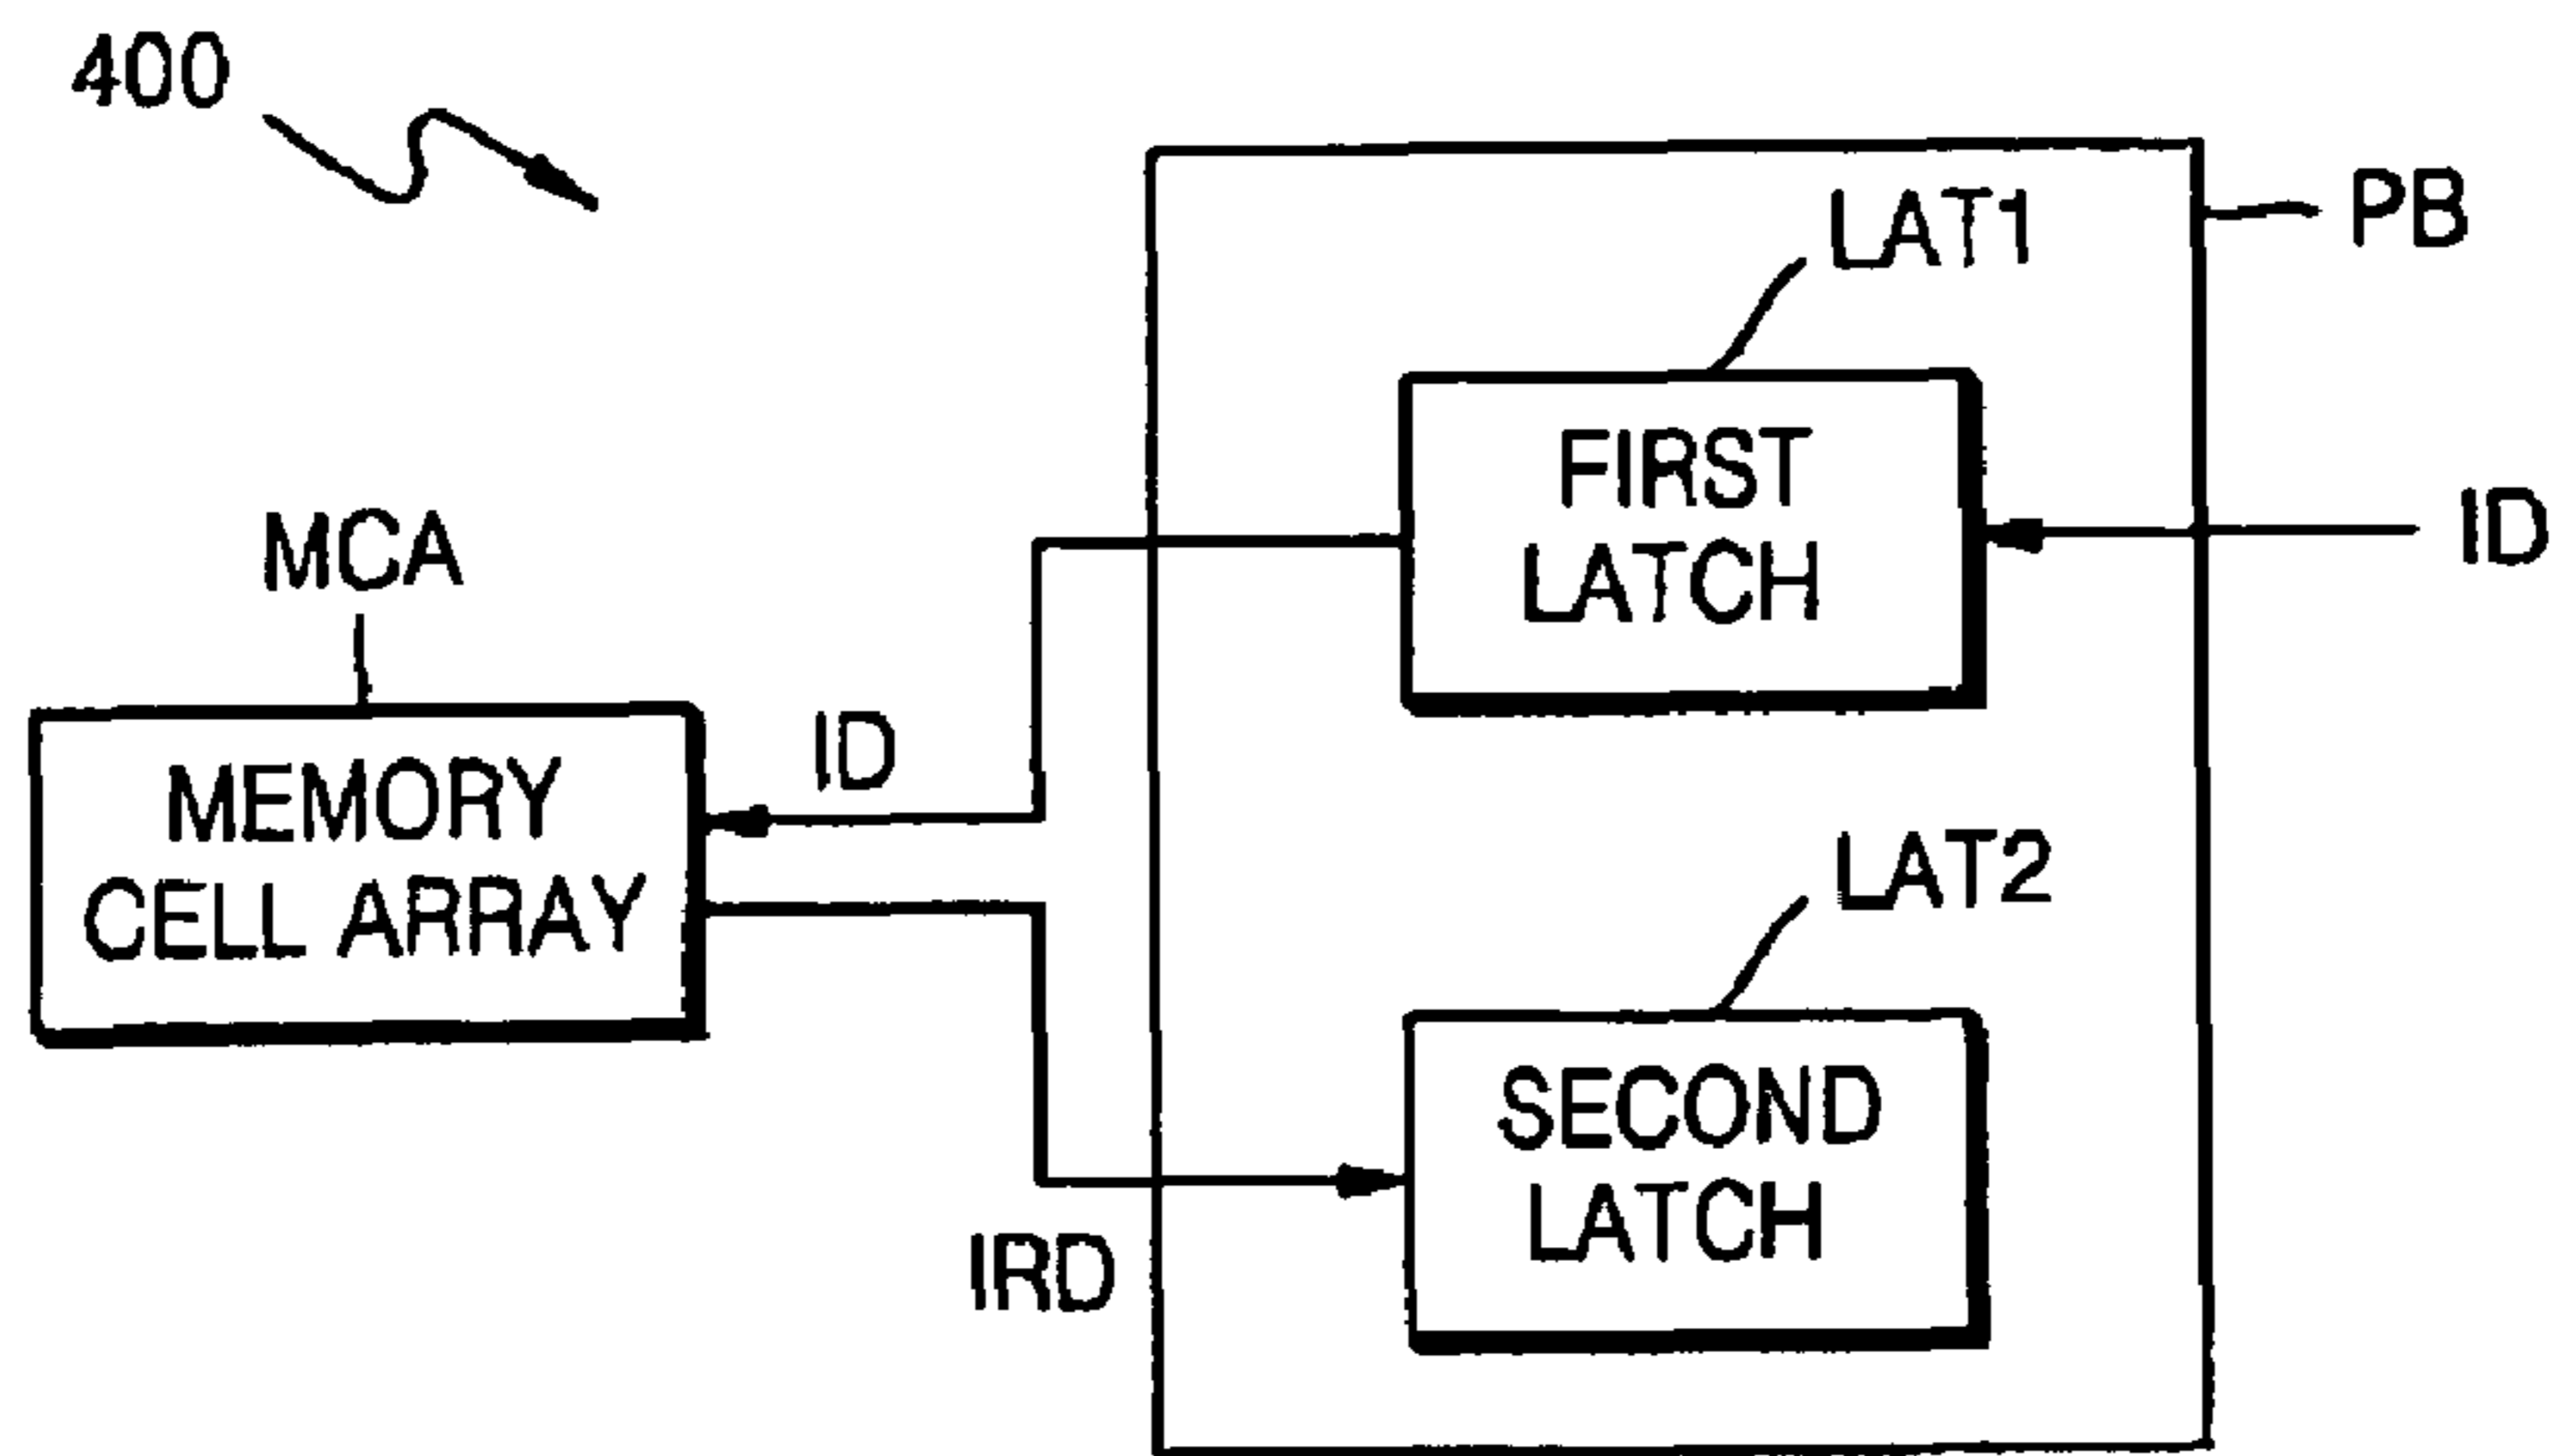 400
PB
LAT1
FIRST
LATCH
ID
MCA
MEMORY
CELL ARRAY
ID
LAT2
SECOND
LATCH
IRD